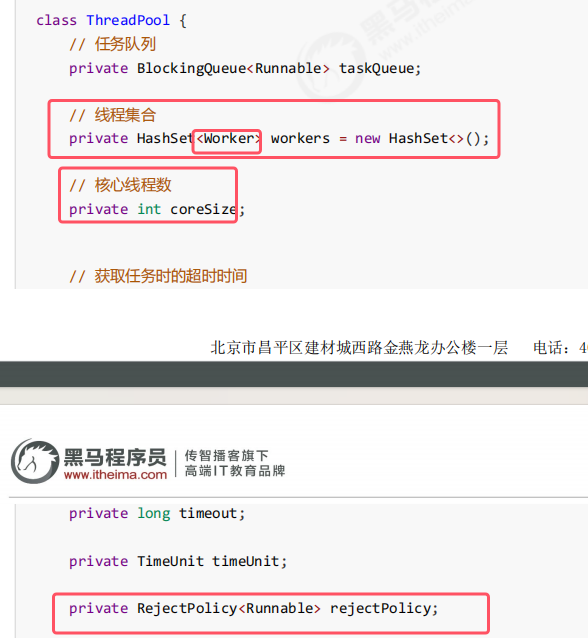 class ThreadPool {
// 任务队列
private BlockingQueue<Runnable> taskQueue;
// 线程集合
private HashSet<Worker> workers = new HashSet<>();
// 核心线程数
private int coreSize;
// 获取任务时的超时时间
北京市昌平区建材城西路金燕龙办公楼一层 电话：4
黑马程序员
www.itheima.com
传智播客旗下
高端IT教育品牌
private long timeout;
private TimeUnit timeUnit;
private RejectPolicy<Runnable> rejectPolicy;